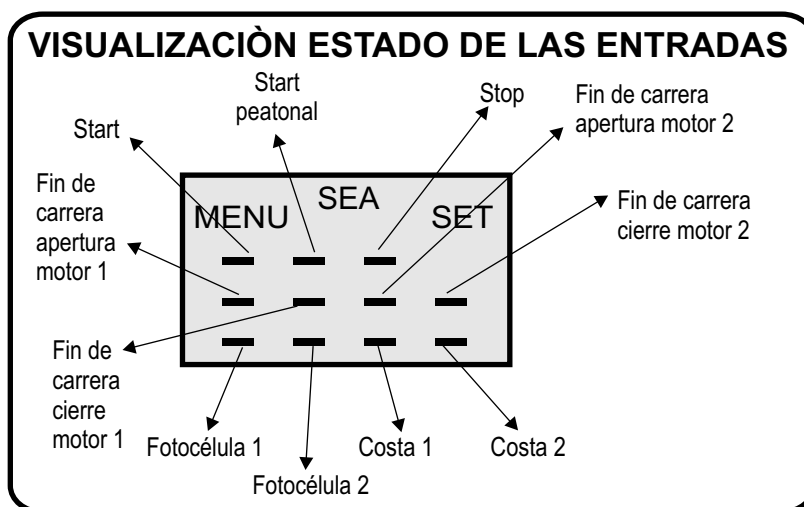 VISUALIZACIÒN ESTADO DE LAS ENTRADAS
Start
peatonal
Stop
Fin de carrera
apertura motor 2
Start
Fin de
carrera
apertura
motor 1
MENU
SEA
SET
Fin de carrera
cierre motor 2
Fin de
carrera
cierre
motor 1
Fotocélula 1
Costa 1
Costa 2
Fotocélula 2